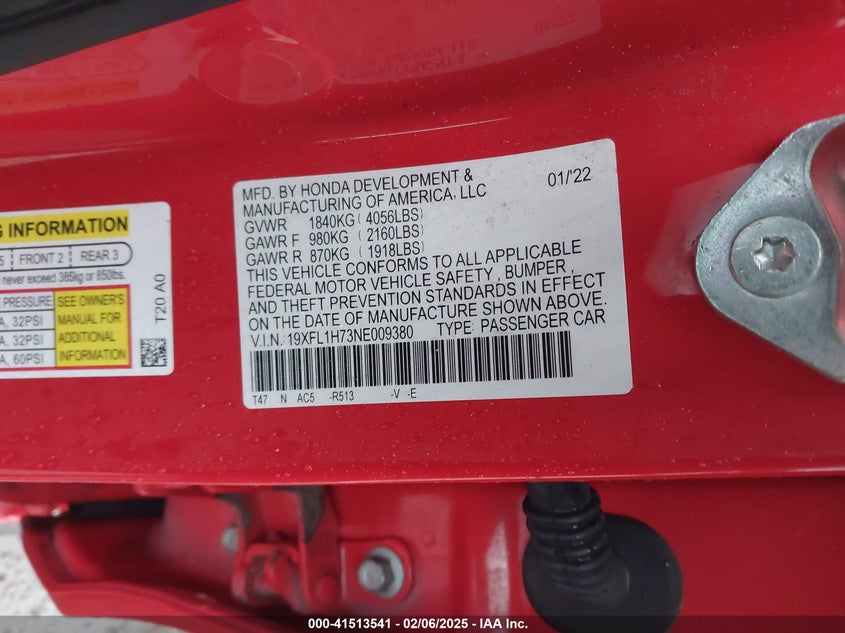 01/'22
MFD. BY HONDA DEVELOPMENT &
MANUFACTURING OF AMERICA, LLC 01/'22
GVWR 1840KG ( 4056LBS)
GAWR F 980KG ( 2160LBS)
GAWR R 870KG ( 1918LBS)
THIS VEHICLE CONFORMS TO ALL APPLICABLE
FEDERAL MOTOR VEHICLE SAFETY , BUMPER ,
AND THEFT PREVENTION STANDARDS IN EFFECT
ON THE DATE OF MANUFACTURE SHOWN ABOVE.
V.I.N.:19XFL1H73NE009380 TYPE: PASSENGER CAR
T47 N AC5 -R513 -V -E
G INFORMATION
5 FRONT 2 REAR 3
never exceed 385kg or 850lbs.
PRESSURE
A, 32PSI
A, 32PSI
A, 60PSI
SEE OWNER'S
MANUAL FOR
ADDITIONAL
INFORMATION
T20 A0
000-41513541 - 02/06/2025 - © IAA Inc.